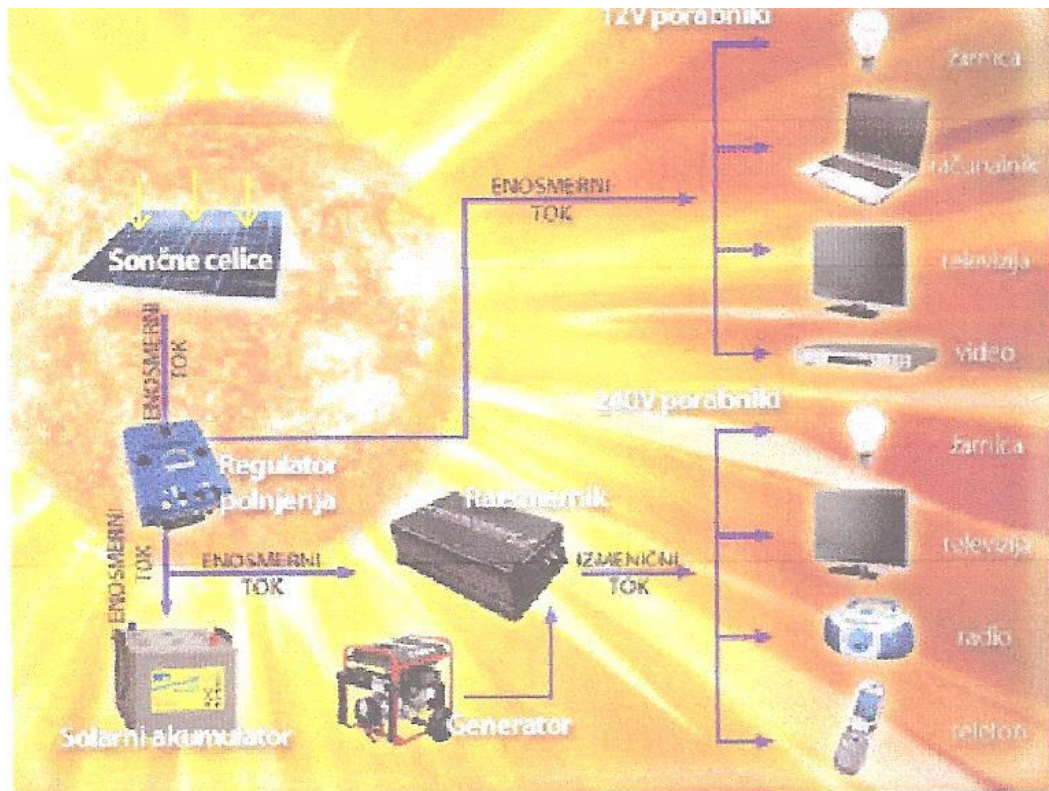 12V porabniki
žarnica
računalnik
televizija
video
ENOSMERNI
TOK
Sončne celice
ENOSMERNI
TOK
Regulator
polnjenja
240V porabniki
žarnica
televizija
radio
telefon
Razsmernik
ENOSMERNI
TOK
ENOSMERNI
TOK
IZMENIČNI
TOK
Solarni akumulator
Generator